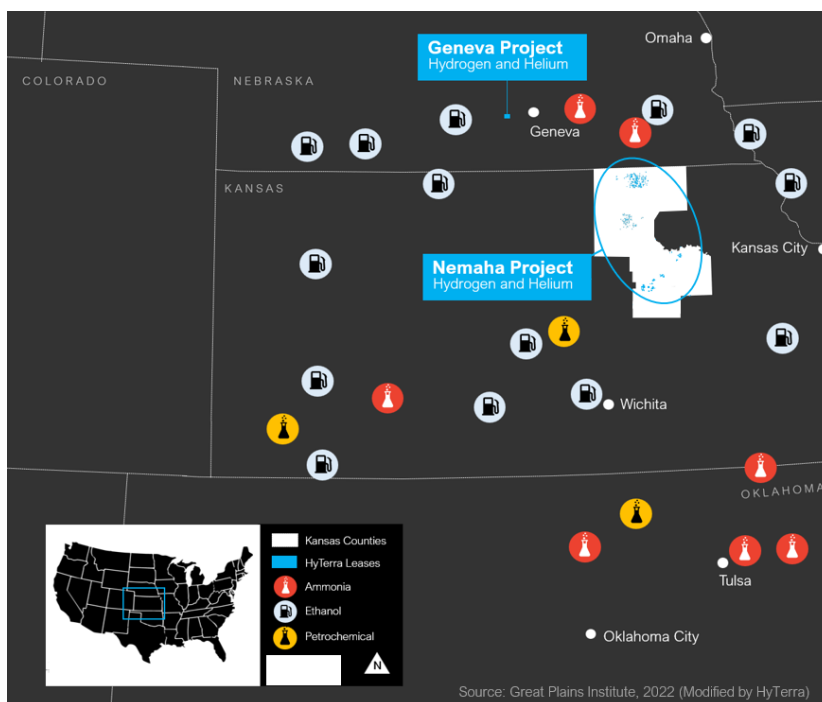 Geneva Project
Hydrogen and Helium
Omaha
COLORADO
NEBRASKA
Geneva
KANSAS
Kansas City
Nemaha Project
Hydrogen and Helium
Wichita
OKLAHOMA
Kansas Counties
HyTerra Leases
Ammonia
Ethanol
Petrochemical
N
Tulsa
Oklahoma City
Source: Great Plains Institute, 2022 (Modified by HyTerra)